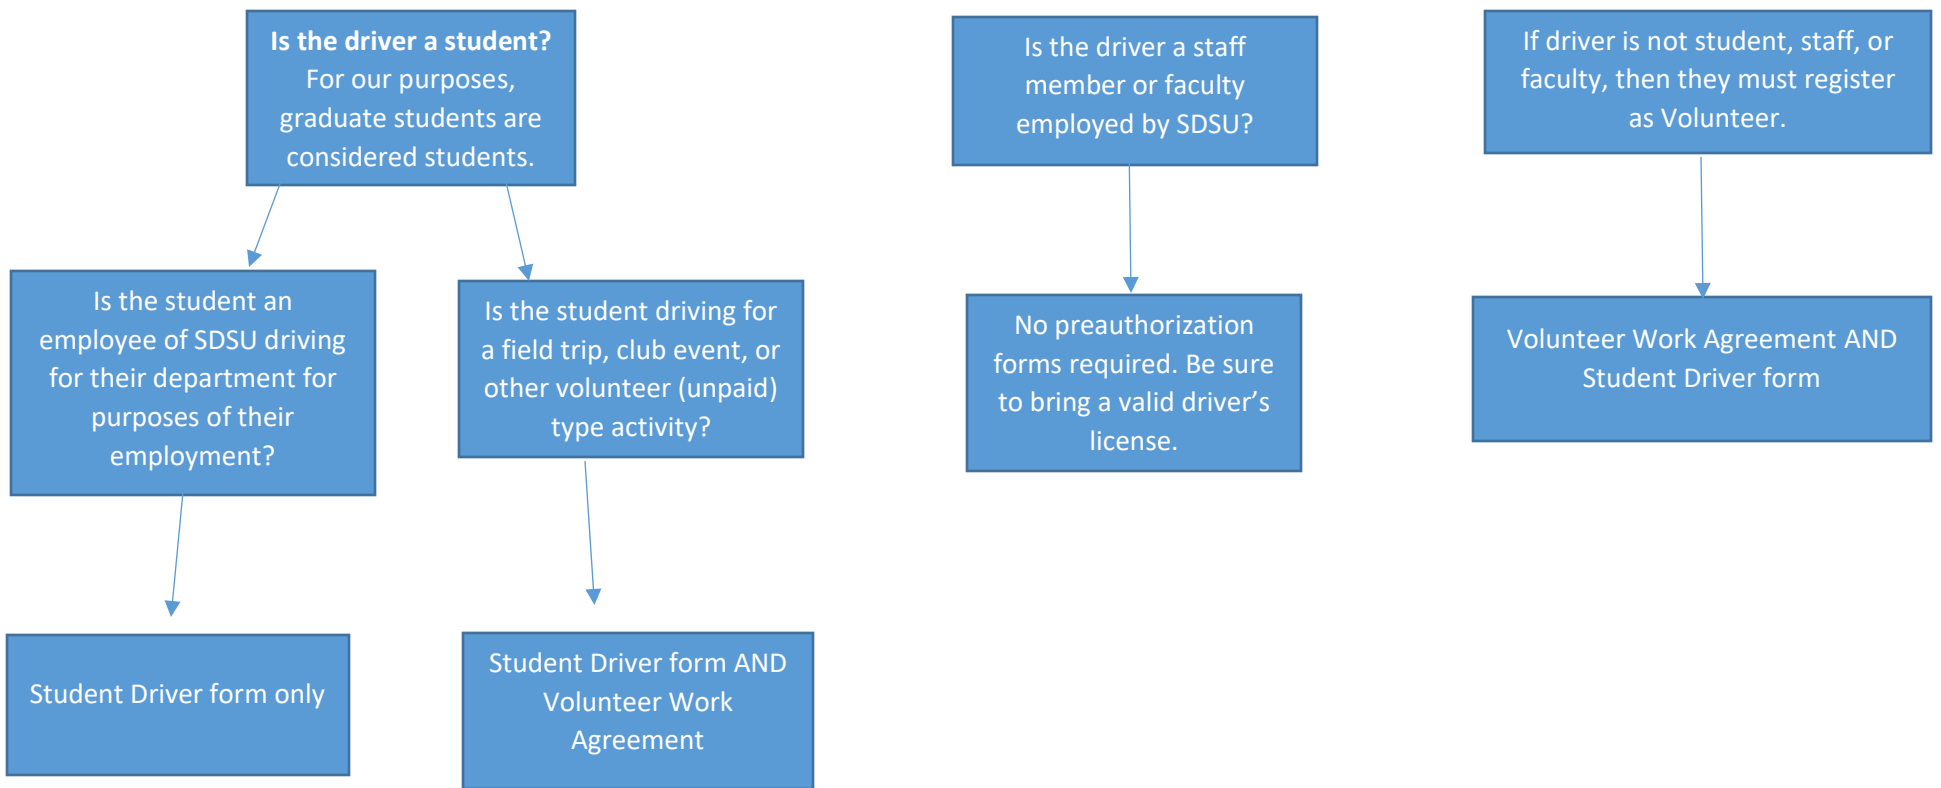 Is the driver a student?
For our purposes,
graduate students are
considered students.
Is the driver a staff
member or faculty
employed by SDSU?
If driver is not student, staff, or
faculty, then they must register
as Volunteer.
Is the student an
employee of SDSU driving
for their department for
purposes of their
employment?
Is the student driving for
a field trip, club event, or
other volunteer (unpaid)
type activity?
No preauthorization
forms required. Be sure
to bring a valid driver’s
license.
Volunteer Work Agreement AND
Student Driver form
Student Driver form only
Student Driver form AND
Volunteer Work
Agreement